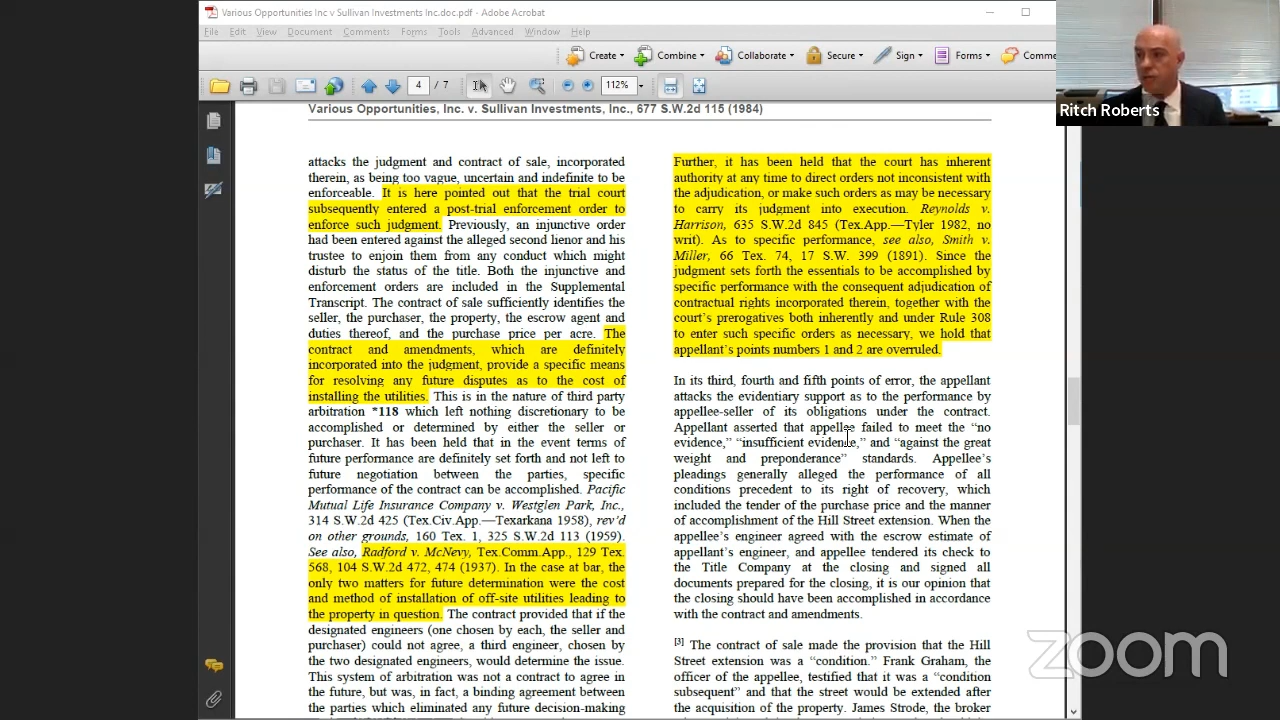 Various Opportunities Inc v Sullivan Investments Inc.doc.pdf - Adobe Acrobat
File Edit View Document Comments Forms Tools Advanced Window Help
Create Combine Collaborate Secure Sign Forms Comme
4 / 7 112%
Ritch Roberts
Various Opportunities, Inc. v. Sullivan Investments, Inc., 677 S.W.2d 115 (1984)
attacks the judgment and contract of sale, incorporated
therein, as being too vague, uncertain and indefinite to be
enforceable. It is here pointed out that the trial court
subsequently entered a post-trial enforcement order to
enforce such judgment. Previously, an injunctive order
had been entered against the alleged second lienor and his
trustee to enjoin them from any conduct which might
disturb the status of the title. Both the injunctive and
enforcement orders are included in the Supplemental
Transcript. The contract of sale sufficiently identifies the
seller, the purchaser, the property, the escrow agent and
duties thereof, and the purchase price per acre. The
contract and amendments, which are definitely
incorporated into the judgment, provide a specific means
for resolving any future disputes as to the cost of
installing the utilities. This is in the nature of third party
arbitration *118 which left nothing discretionary to be
accomplished or determined by either the seller or
purchaser. It has been held that in the event terms of
future performance are definitely set forth and not left to
future negotiation between the parties, specific
performance of the contract can be accomplished. Pacific
Mutual Life Insurance Company v. Westglen Park, Inc.,
314 S.W.2d 425 (Tex.Civ.App.—Texarkana 1958), rev'd
on other grounds, 160 Tex. 1, 325 S.W.2d 113 (1959).
See also, Radford v. McNevy, Tex.Comm.App., 129 Tex.
568, 104 S.W.2d 472, 474 (1937). In the case at bar, the
only two matters for future determination were the cost
and method of installation of off-site utilities leading to
the property in question. The contract provided that if the
designated engineers (one chosen by each, the seller and
purchaser) could not agree, a third engineer, chosen by
the two designated engineers, would determine the issue.
This system of arbitration was not a contract to agree in
the future, but was, in fact, a binding agreement between
the parties which eliminated any future decision-making
Further, it has been held that the court has inherent
authority at any time to direct orders not inconsistent with
the adjudication, or make such orders as may be necessary
to carry its judgment into execution. Reynolds v.
Harrison, 635 S.W.2d 845 (Tex.App.—Tyler 1982, no
writ). As to specific performance, see also, Smith v.
Miller, 66 Tex. 74, 17 S.W. 399 (1891). Since the
judgment sets forth the essentials to be accomplished by
specific performance with the consequent adjudication of
contractual rights incorporated therein, together with the
court's prerogatives both inherently and under Rule 308
to enter such specific orders as necessary, we hold that
appellant's points numbers 1 and 2 are overruled.
In its third, fourth and fifth points of error, the appellant
attacks the evidentiary support as to the performance by
appellee-seller of its obligations under the contract.
Appellant asserted that appellee failed to meet the “no
evidence,” “insufficient evidence,” and “against the great
weight and preponderance” standards. Appellee's
pleadings generally alleged the performance of all
conditions precedent to its right of recovery, which
included the tender of the purchase price and the manner
of accomplishment of the Hill Street extension. When the
appellee's engineer agreed with the escrow estimate of
appellant's engineer, and appellee tendered its check to
the Title Company at the closing and signed all
documents prepared for the closing, it is our opinion that
the closing should have been accomplished in accordance
with the contract and amendments.
[3] The contract of sale made the provision that the Hill
Street extension was a “condition.” Frank Graham, the
officer of the appellee, testified that it was a “condition
subsequent” and that the street would be extended after
the acquisition of the property. James Strode, the broker
zoom